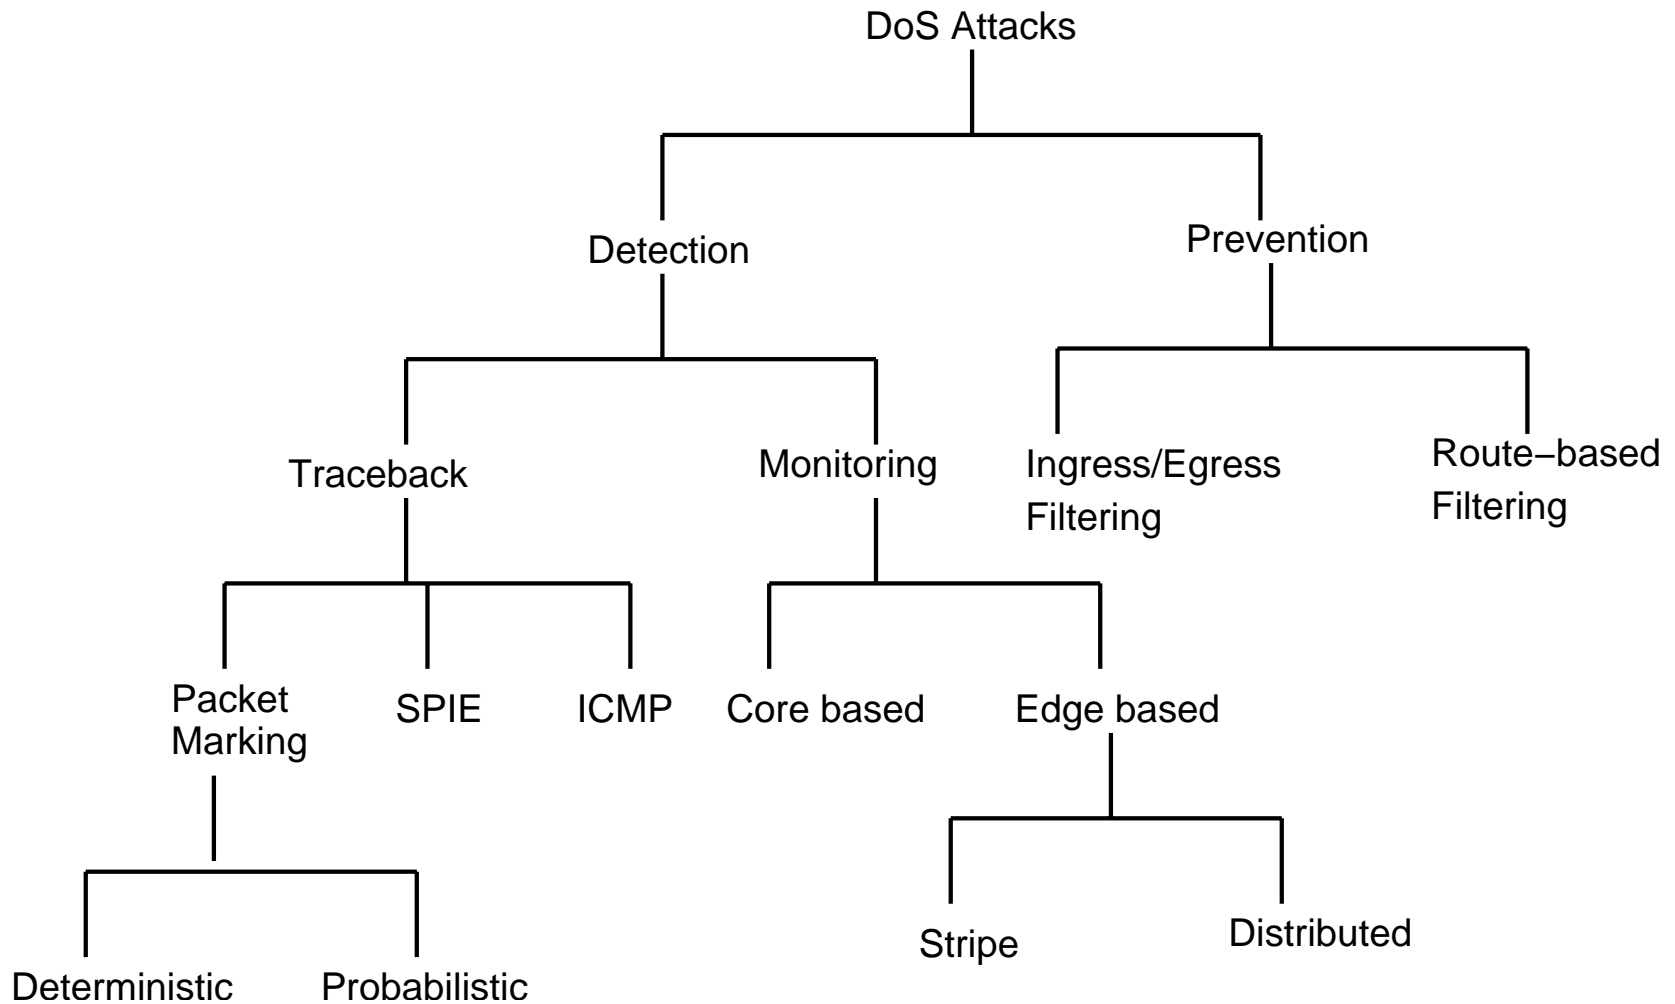 DoS Attacks
Detection
Prevention
Traceback
Monitoring
Ingress/Egress
Filtering
Route−based
Filtering
Packet
Marking
SPIE
ICMP
Core based
Edge based
Stripe
Distributed
Deterministic
Probabilistic